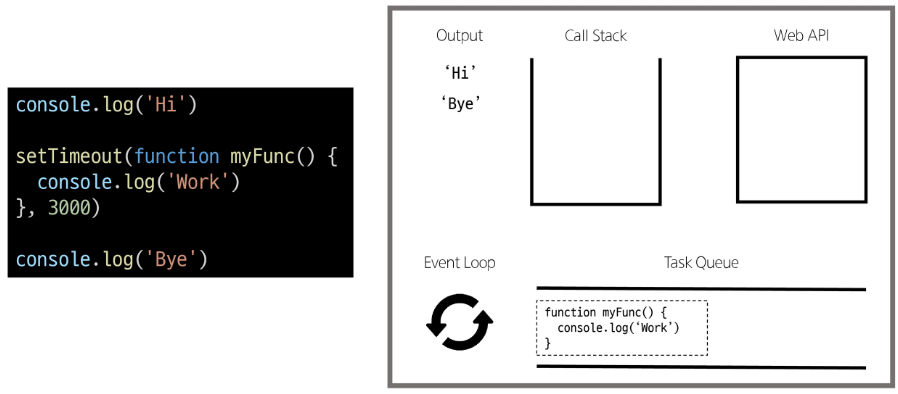 console.log('Hi')
setTimeout(function myFunc() {
  console.log('Work')
}, 3000)
console.log('Bye')
Output
Call Stack
Web API
‘Hi’
‘Bye’
Event Loop
Task Queue
function myFunc() {
  console.log(‘Work’)
}